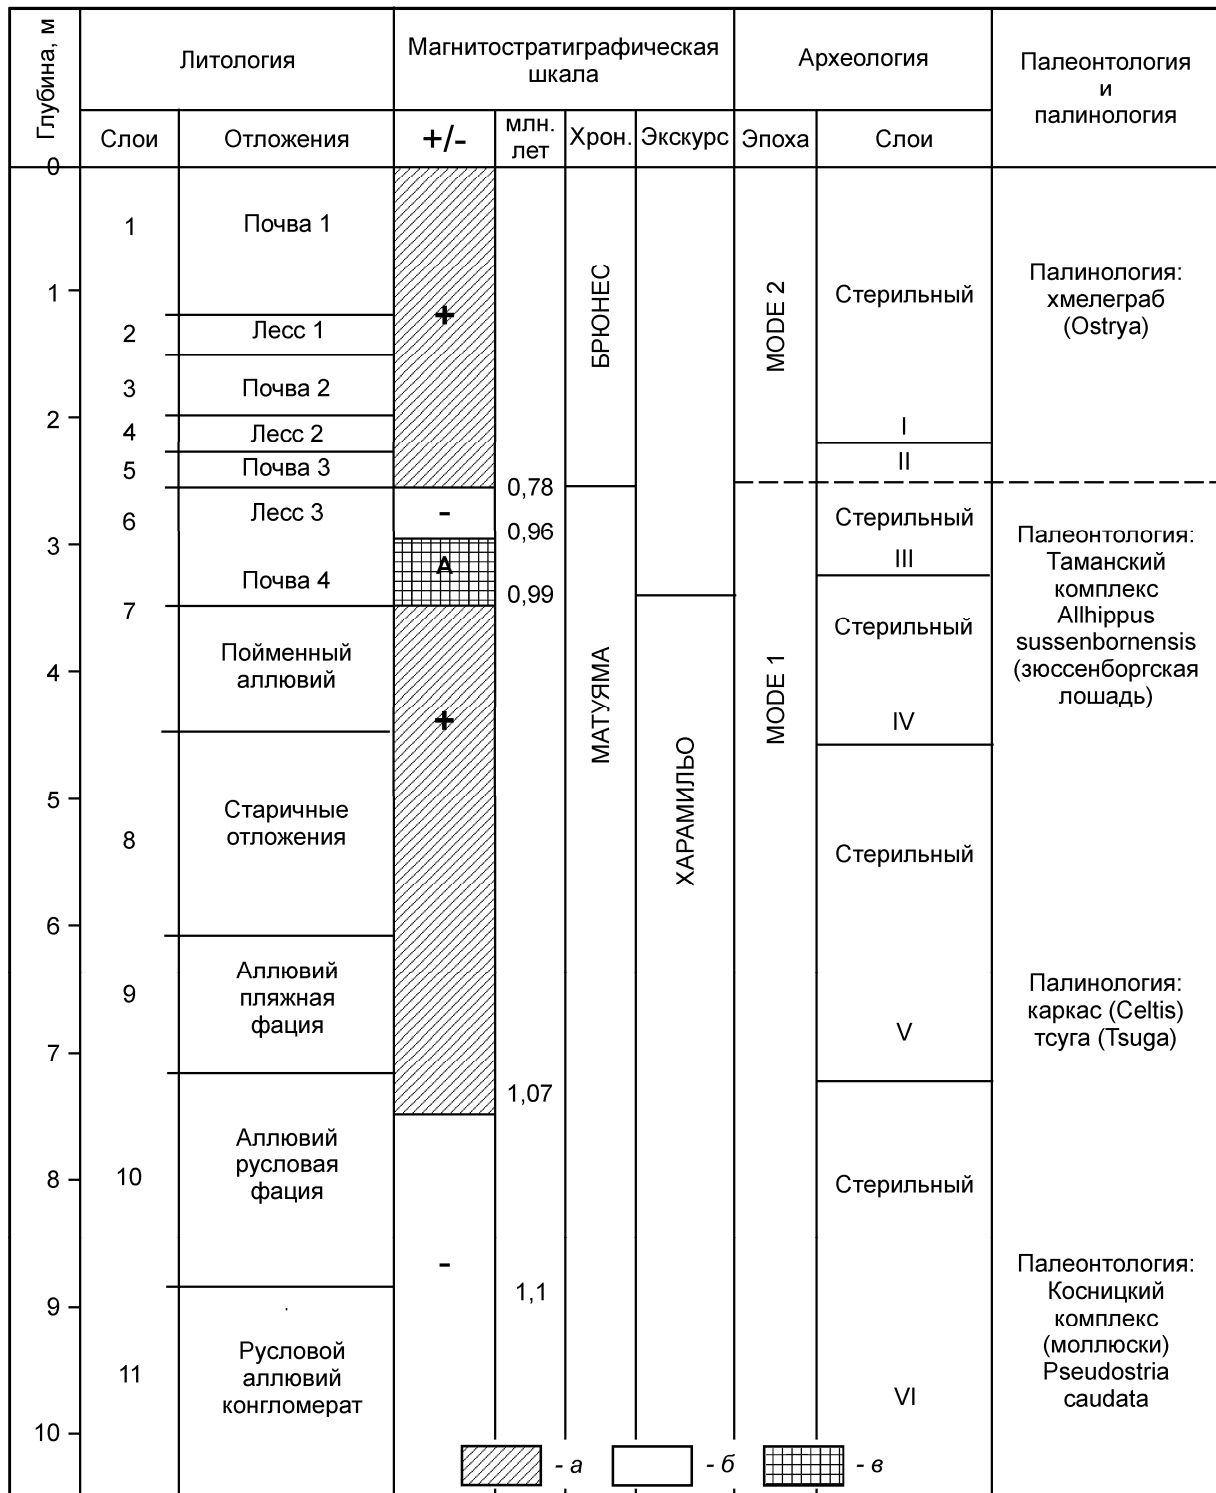 Глубина, м
Литология
Магнитостратиграфическая
шкала
Археология
Палеонтология
и
палинология
Слои
Отложения
+/-
млн.
лет
Хрон.
Экскурс
Эпоха
Слои
0
1
2
3
4
5
6
7
8
9
10
1
2
3
4
5
6
7
8
9
10
11
Почва 1
Лесс 1
Почва 2
Лесс 2
Почва 3
Лесс 3
Почва 4
Пойменный
аллювий
Старичные
отложения
Аллювий
пляжная
фация
Аллювий
русловая
фация
Русловой
аллювий
конгломерат
+
-
А
+
-
0,78
0,96
0,99
1,07
1,1
БРЮНЕС
МАТУЯМА
ХАРАМИЛЬО
MODE 2
MODE 1
Стерильный
I
II
Стерильный
III
Стерильный
IV
Стерильный
V
Стерильный
VI
Палинология:
хмелеграб
(Ostrya)
Палеонтология:
Таманский
комплекс
Allhippus
sussenbornensis
(зюссенборгская
лошадь)
Палинология:
каркас (Celtis)
тсуга (Tsuga)
Палеонтология:
Косницкий
комплекс
(моллюски)
Pseudostria
caudata
- а
- б
- в